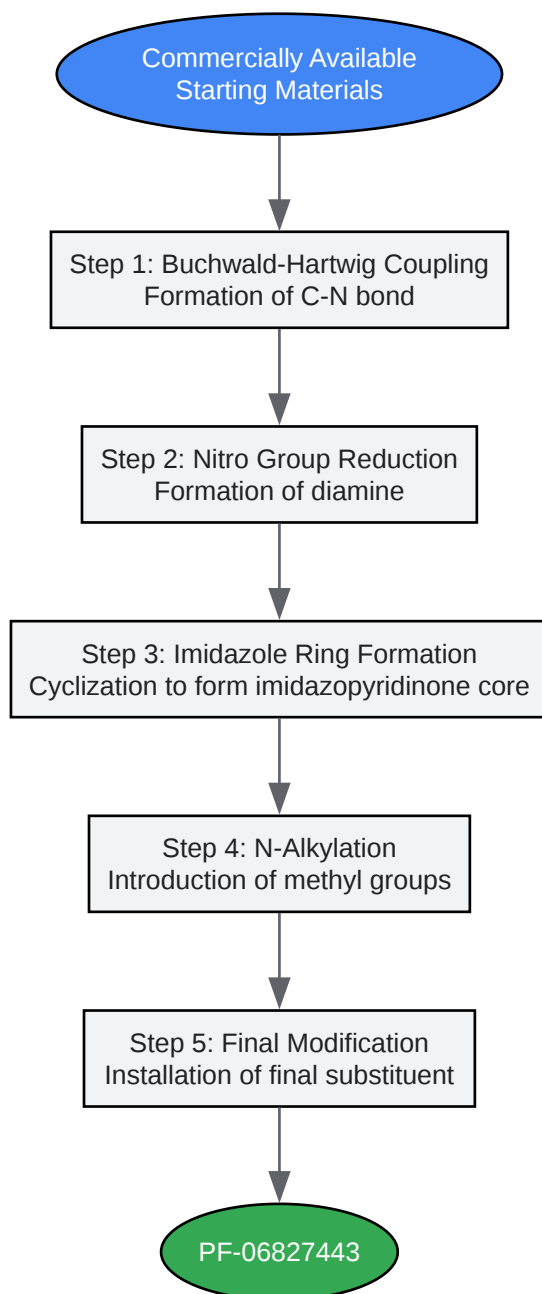 Commercially Available
Starting Materials
Step 1: Buchwald-Hartwig Coupling
Formation of C-N bond
Step 2: Nitro Group Reduction
Formation of diamine
Step 3: Imidazole Ring Formation
Cyclization to form imidazopyridinone core
Step 4: N-Alkylation
Introduction of methyl groups
Step 5: Final Modification
Installation of final substituent
PF-06827443